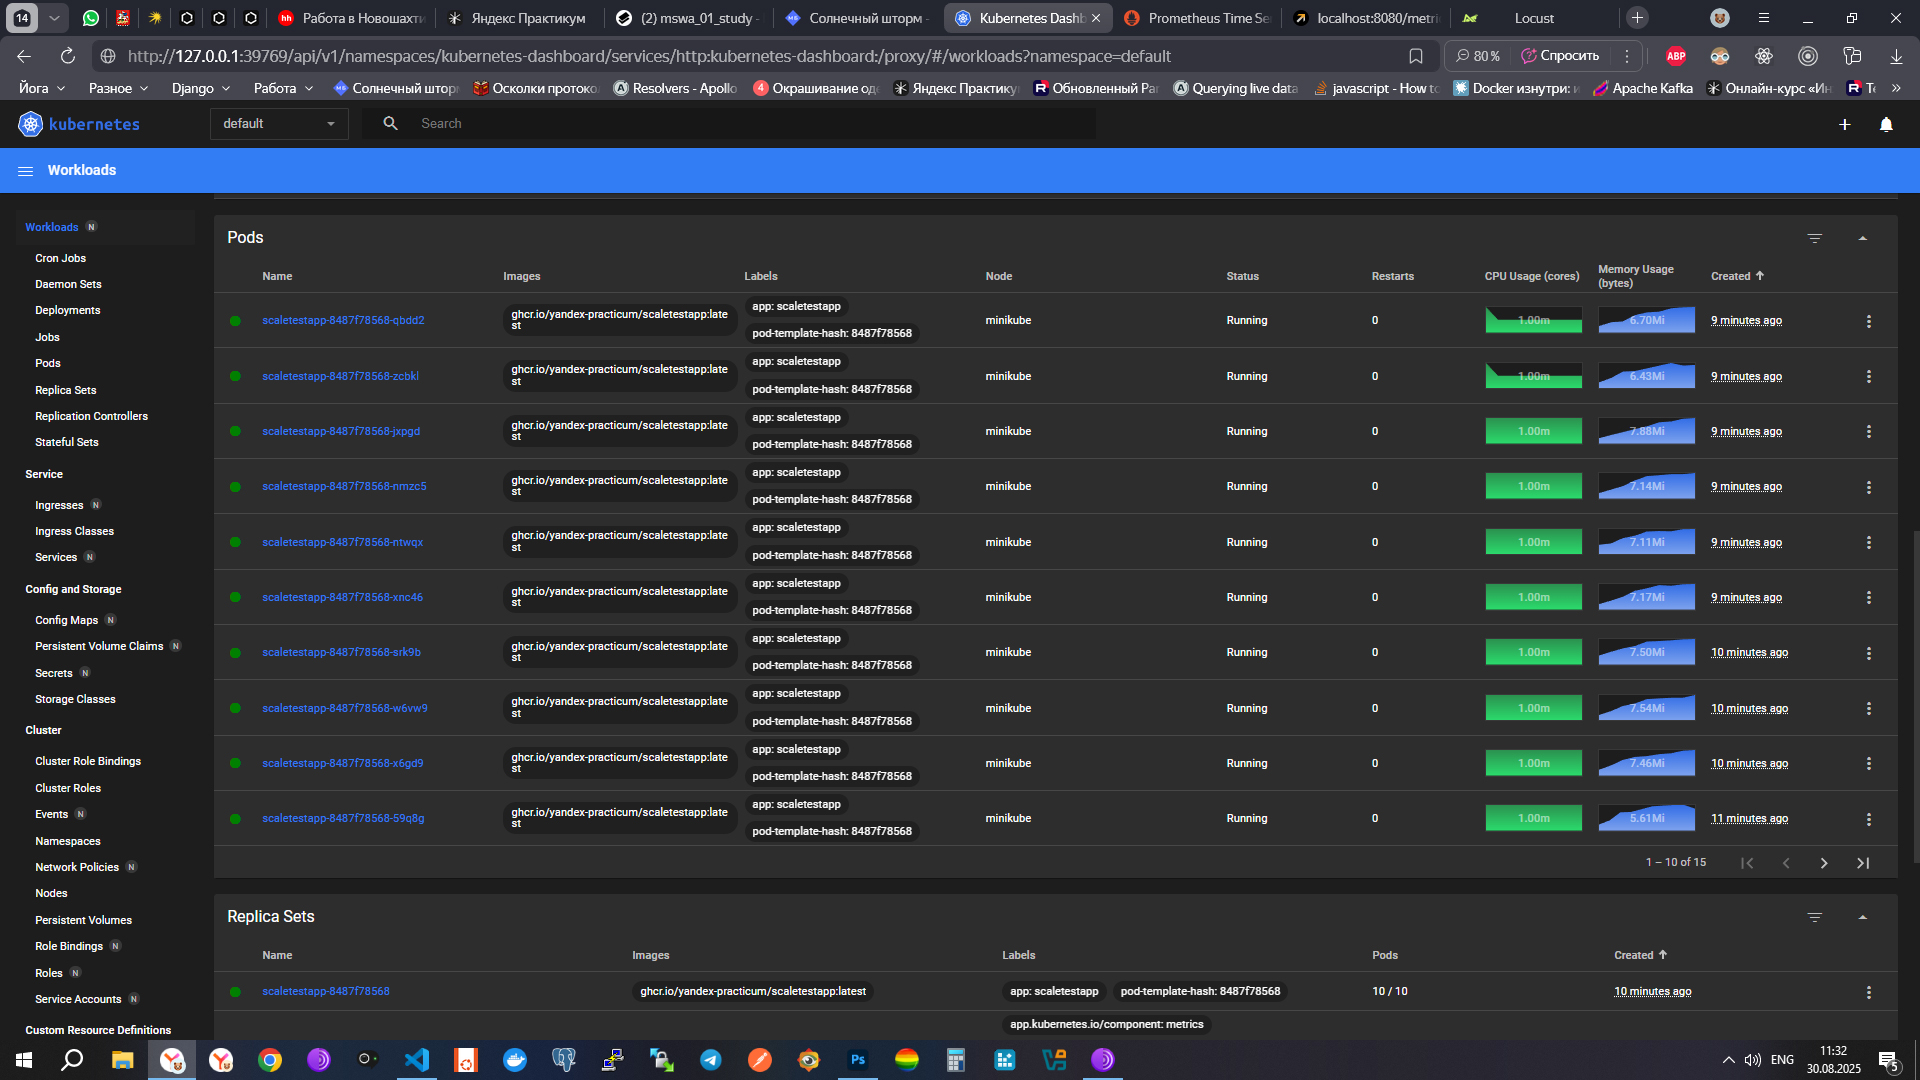 14
Работа в Новошахти
Яндекс Практикум
(2) mswa_01_study -
Солнечный шторм -
Kubernetes Dashb
Prometheus Time Se
localhost:8080/metri
Locust
http://127.0.0.1:39769/api/v1/namespaces/kubernetes-dashboard/services/http:kubernetes-dashboard:/proxy/#/workloads?namespace=default
80 %
Спросить
ABP
Йога
Разное
Django
Работа
Солнечный шторм
Осколки протоко
Resolvers - Apollo
Окрашивание од
Яндекс Практику
Обновленный Par
Querying live data
javascript - How to
Docker изнутри: и
Apache Kafka
Онлайн-курс «Ин
Te
kubernetes
default
Search
Workloads
Workloads N
Cron Jobs
Daemon Sets
Deployments
Jobs
Pods
Replica Sets
Replication Controllers
Stateful Sets
Service
Ingresses N
Ingress Classes
Services N
Config and Storage
Config Maps N
Persistent Volume Claims N
Secrets N
Storage Classes
Cluster
Cluster Role Bindings
Cluster Roles
Events N
Namespaces
Network Policies N
Nodes
Persistent Volumes
Role Bindings N
Roles N
Service Accounts N
Custom Resource Definitions
Pods
Name Images Labels Node Status Restarts CPU Usage (cores) Memory Usage (bytes) Created
scaletestapp-8487f78568-qbdd2 ghcr.io/yandex-practicum/scaletestapp:latest app: scaletestapp pod-template-hash: 8487f78568 minikube Running 0 1.00m 6.70Mi 9 minutes ago
scaletestapp-8487f78568-zcbkl ghcr.io/yandex-practicum/scaletestapp:latest app: scaletestapp pod-template-hash: 8487f78568 minikube Running 0 1.00m 6.43Mi 9 minutes ago
scaletestapp-8487f78568-jxpgd ghcr.io/yandex-practicum/scaletestapp:latest app: scaletestapp pod-template-hash: 8487f78568 minikube Running 0 1.00m 7.88Mi 9 minutes ago
scaletestapp-8487f78568-nmzc5 ghcr.io/yandex-practicum/scaletestapp:latest app: scaletestapp pod-template-hash: 8487f78568 minikube Running 0 1.00m 7.14Mi 9 minutes ago
scaletestapp-8487f78568-ntwqx ghcr.io/yandex-practicum/scaletestapp:latest app: scaletestapp pod-template-hash: 8487f78568 minikube Running 0 1.00m 7.11Mi 9 minutes ago
scaletestapp-8487f78568-xnc46 ghcr.io/yandex-practicum/scaletestapp:latest app: scaletestapp pod-template-hash: 8487f78568 minikube Running 0 1.00m 7.17Mi 9 minutes ago
scaletestapp-8487f78568-srk9b ghcr.io/yandex-practicum/scaletestapp:latest app: scaletestapp pod-template-hash: 8487f78568 minikube Running 0 1.00m 7.50Mi 10 minutes ago
scaletestapp-8487f78568-w6vw9 ghcr.io/yandex-practicum/scaletestapp:latest app: scaletestapp pod-template-hash: 8487f78568 minikube Running 0 1.00m 7.54Mi 10 minutes ago
scaletestapp-8487f78568-x6gd9 ghcr.io/yandex-practicum/scaletestapp:latest app: scaletestapp pod-template-hash: 8487f78568 minikube Running 0 1.00m 7.46Mi 10 minutes ago
scaletestapp-8487f78568-59q8g ghcr.io/yandex-practicum/scaletestapp:latest app: scaletestapp pod-template-hash: 8487f78568 minikube Running 0 1.00m 5.61Mi 11 minutes ago
1 – 10 of 15
Replica Sets
Name Images Labels Pods Created
scaletestapp-8487f78568 ghcr.io/yandex-practicum/scaletestapp:latest app: scaletestapp pod-template-hash: 8487f78568 10 / 10 10 minutes ago
app.kubernetes.io/component: metrics
ENG
11:32
30.08.2025
5